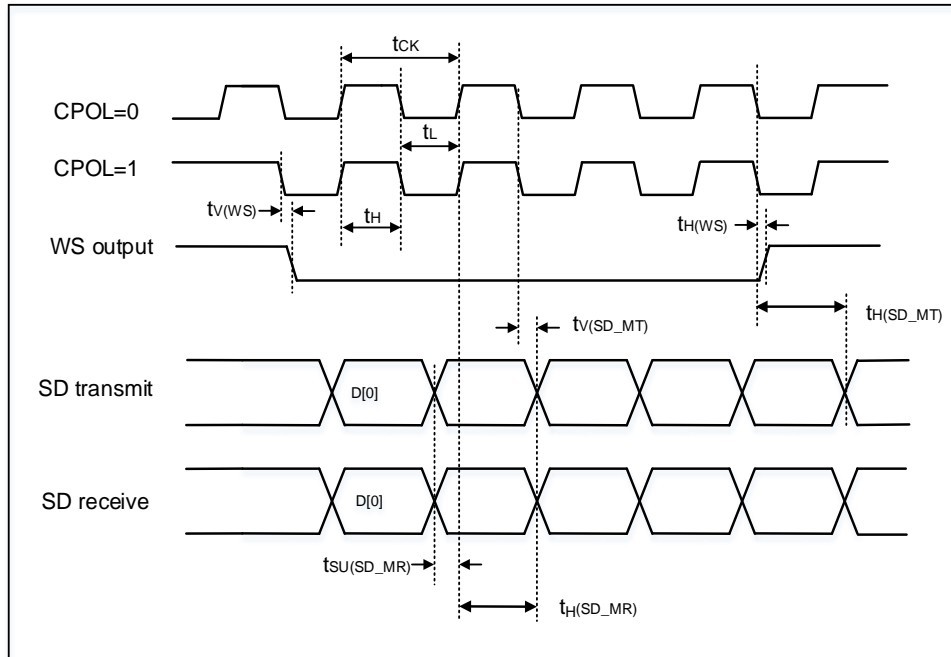 tCK
CPOL=0
tL
CPOL=1
tV(WS)
tH
tH(WS)
WS output
tV(SD_MT)
tH(SD_MT)
SD transmit
D[0]
SD receive
D[0]
tSU(SD_MR)
tH(SD_MR)